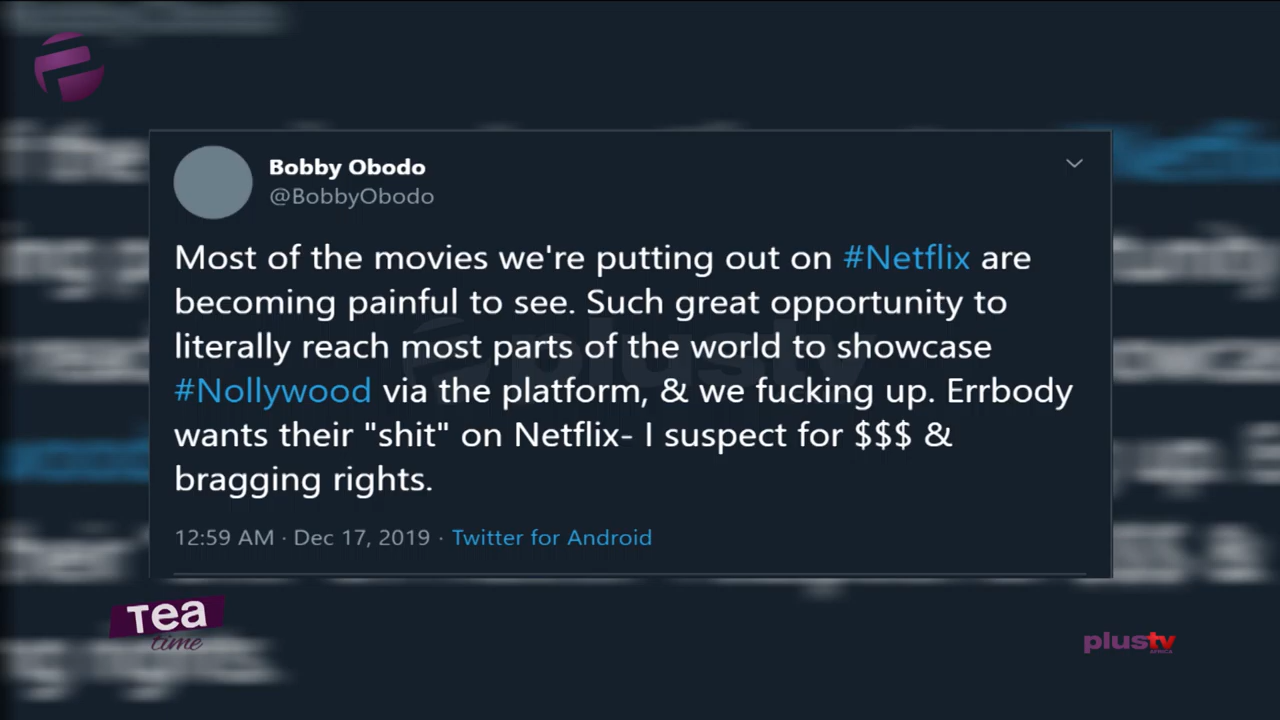 Bobby Obodo
@BobbyObodo
Most of the movies we're putting out on #Netflix are
becoming painful to see. Such great opportunity to
literally reach most parts of the world to showcase
#Nollywood via the platform, & we fucking up. Errbody
wants their "shit" on Netflix- I suspect for $$$ &
bragging rights.
12:59 AM · Dec 17, 2019 · Twitter for Android
plustv
Tea
time
plustv
AFRICA